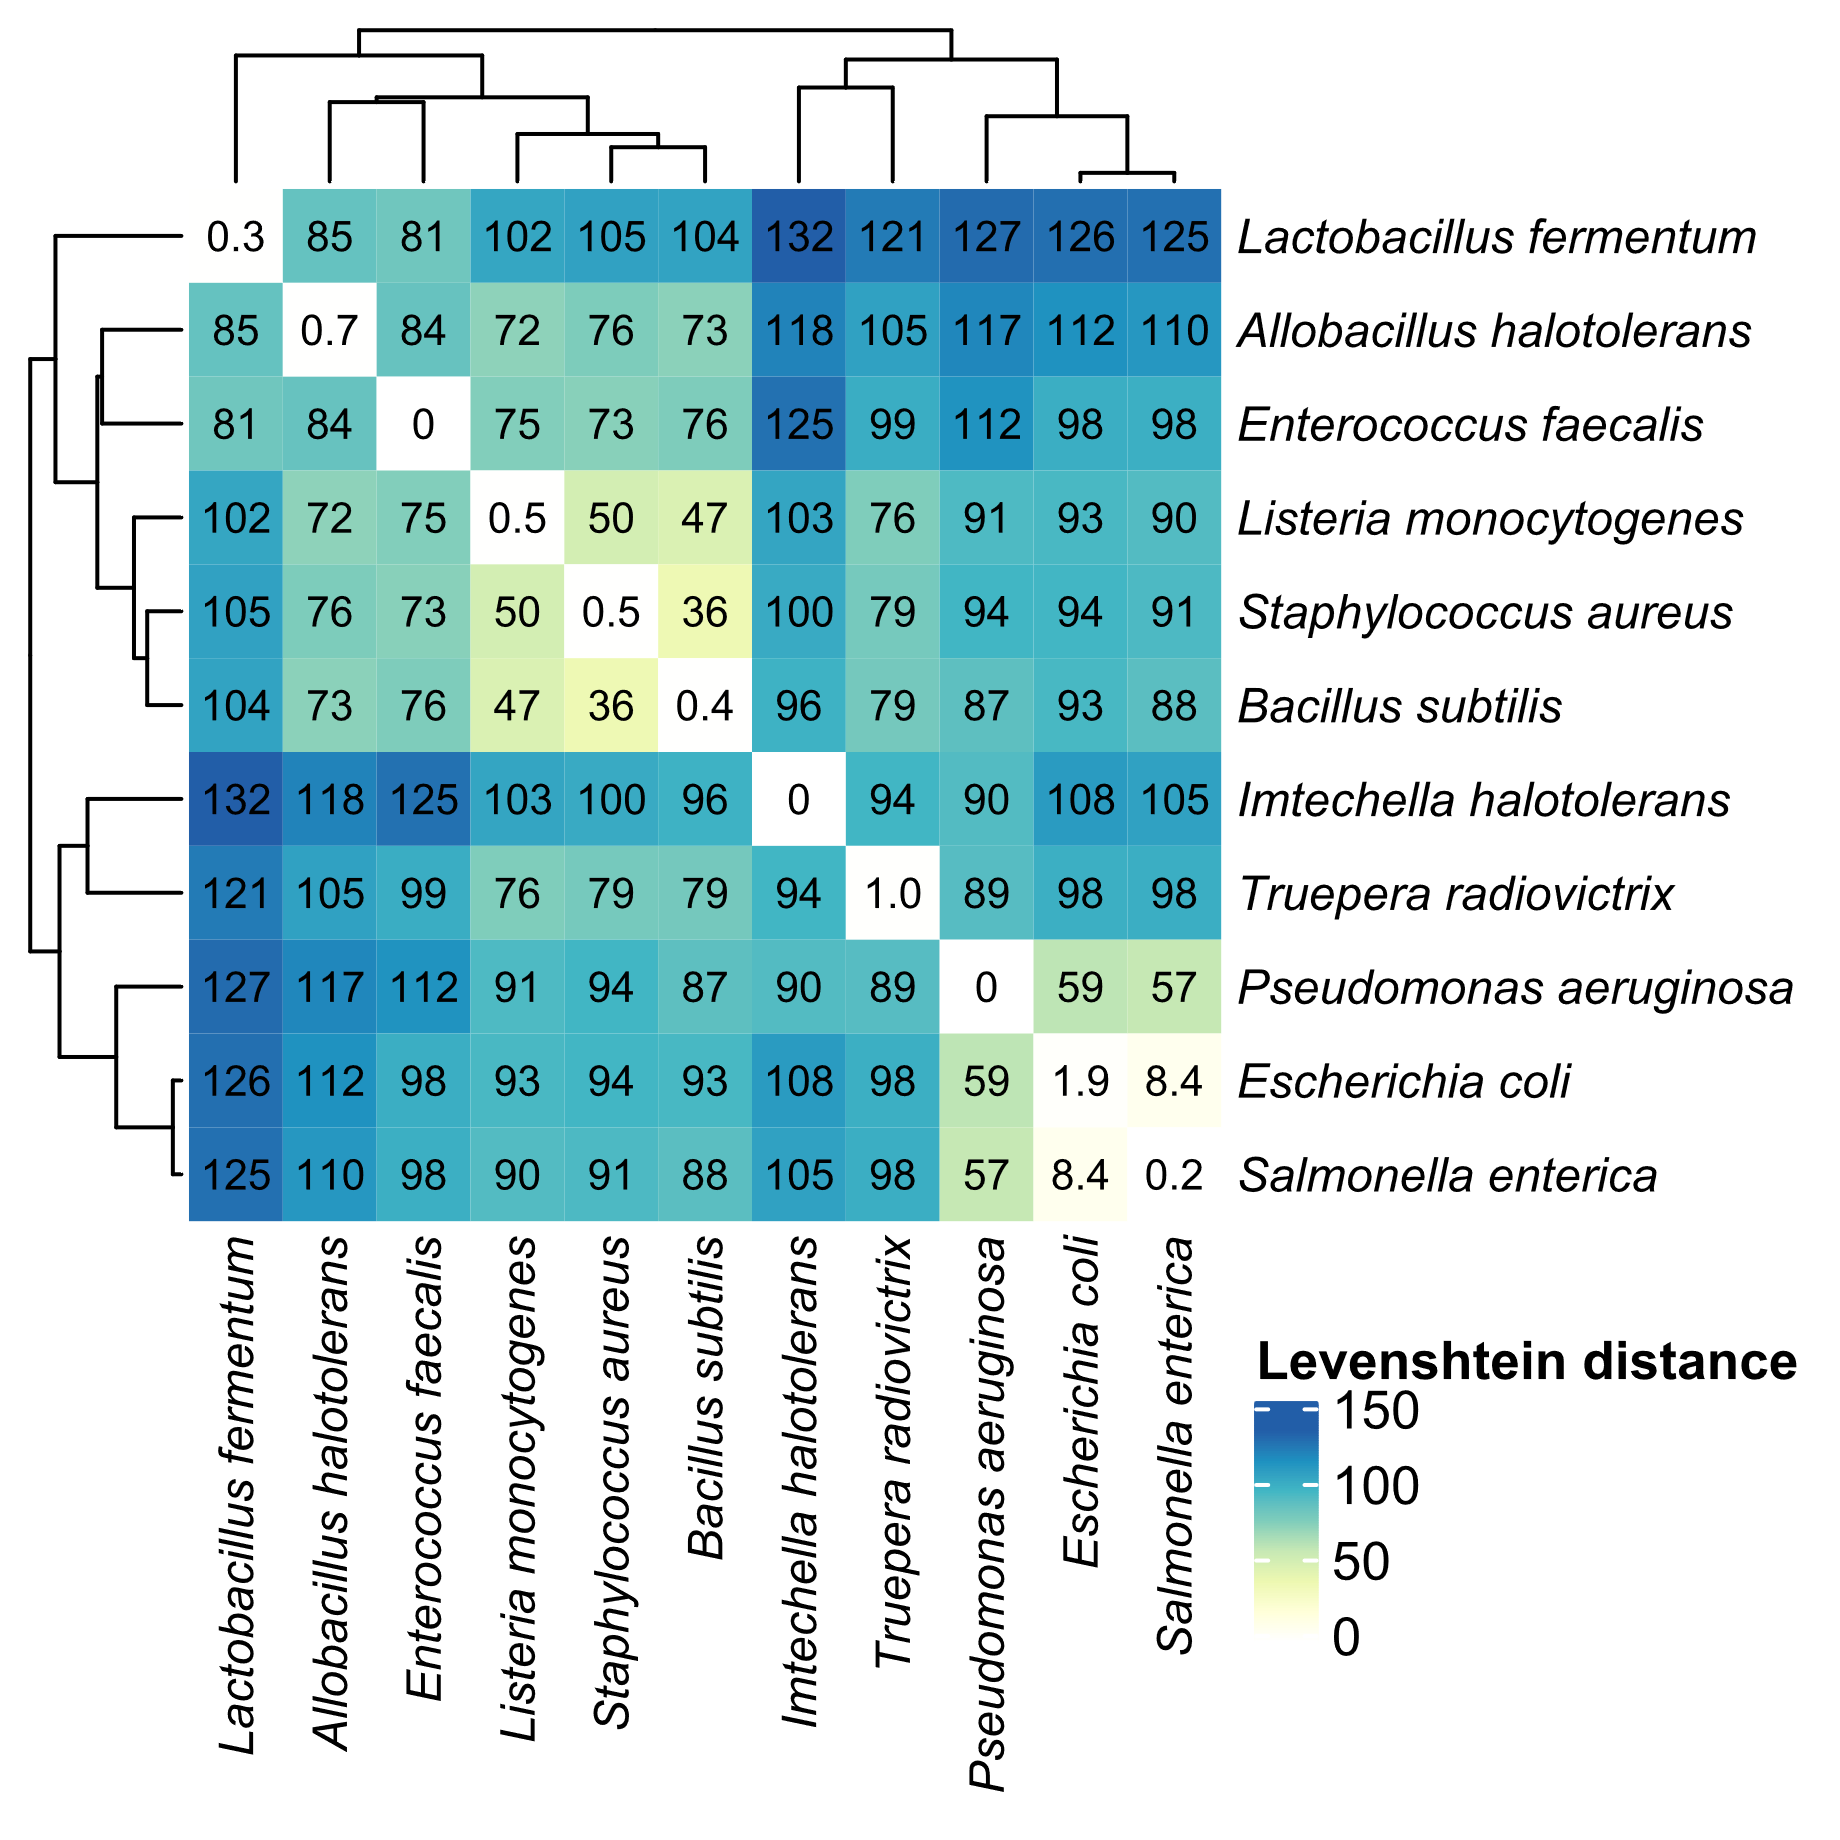 0.3 85 81 102 105 104 132 121 127 126 125 Lactobacillus fermentum
85 0.7 84 72 76 73 118 105 117 112 110 Allobacillus halotolerans
81 84 0 75 73 76 125 99 112 98 98 Enterococcus faecalis
102 72 75 0.5 50 47 103 76 91 93 90 Listeria monocytogenes
105 76 73 50 0.5 36 100 79 94 94 91 Staphylococcus aureus
104 73 76 47 36 0.4 96 79 87 93 88 Bacillus subtilis
132 118 125 103 100 96 0 94 90 108 105 Imtechella halotolerans
121 105 99 76 79 79 94 1.0 89 98 98 Truepera radiovictrix
127 117 112 91 94 87 90 89 0 59 57 Pseudomonas aeruginosa
126 112 98 93 94 93 108 98 59 1.9 8.4 Escherichia coli
125 110 98 90 91 88 105 98 57 8.4 0.2 Salmonella enterica
Lactobacillus fermentum
Allobacillus halotolerans
Enterococcus faecalis
Listeria monocytogenes
Staphylococcus aureus
Bacillus subtilis
Imtechella halotolerans
Truepera radiovictrix
Pseudomonas aeruginosa
Escherichia coli
Salmonella enterica
Levenshtein distance
150
100
50
0